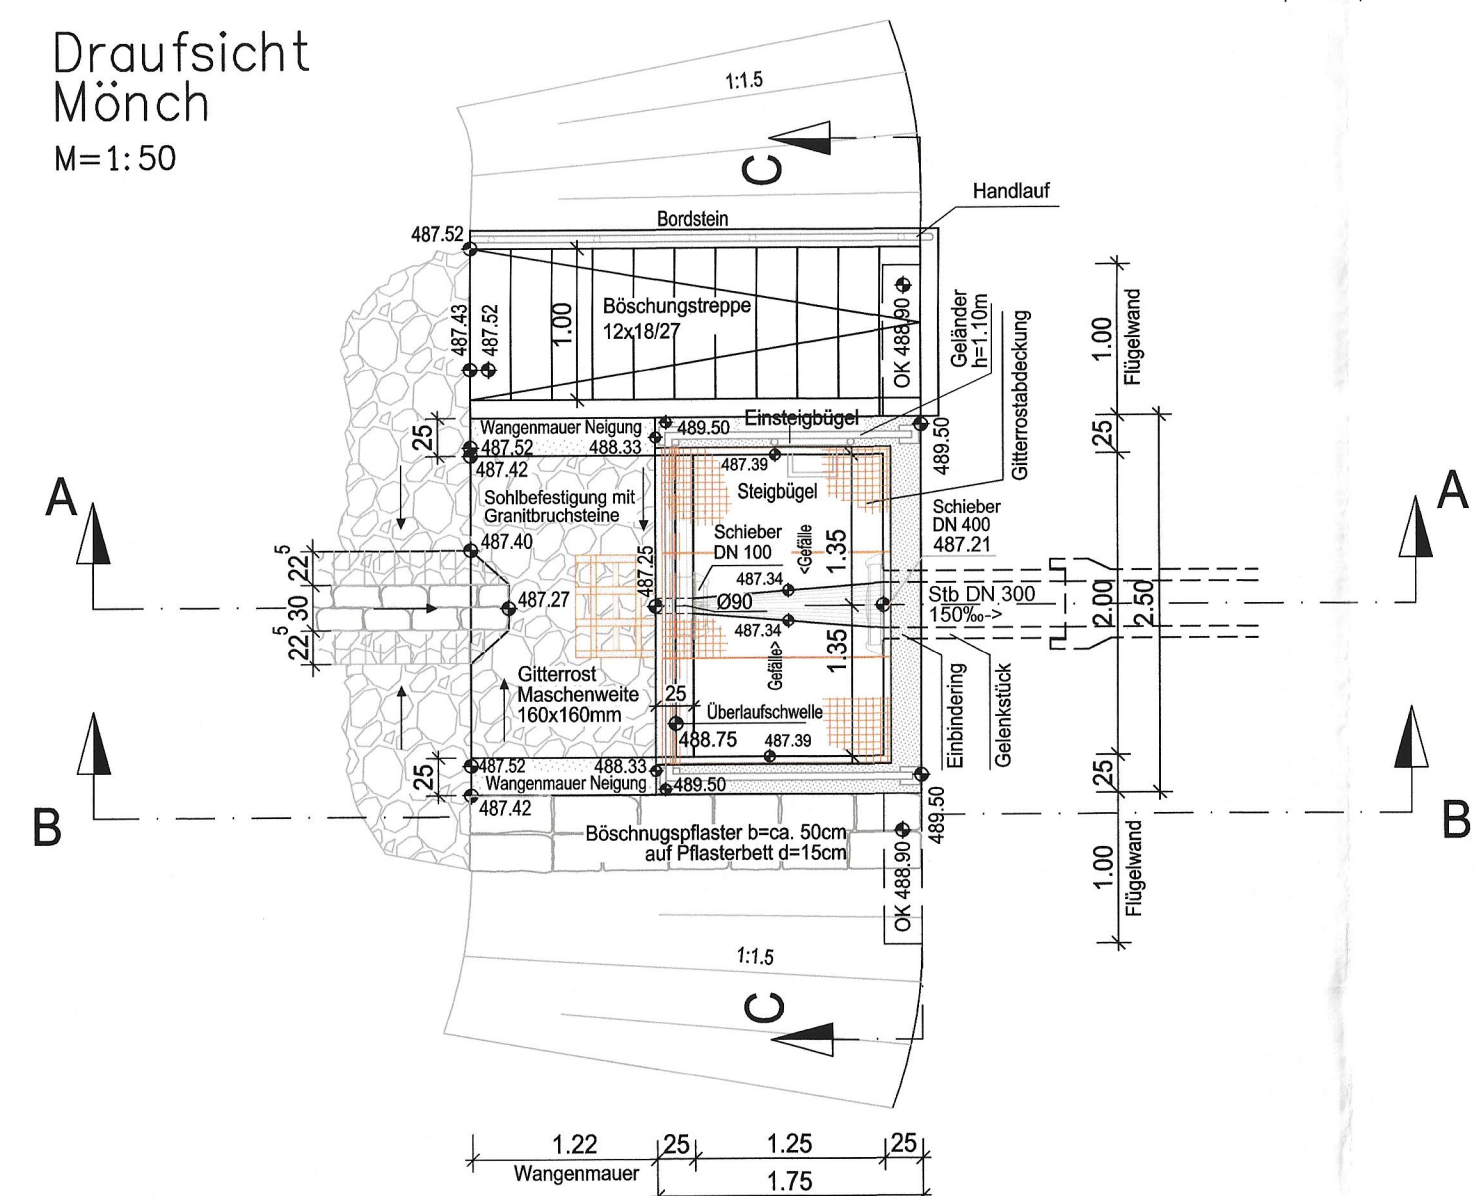 Draufsicht
Mönch
M=1:50
1:1.5
C
Handlauf
Bordstein
487.52
487.43
487.52
1.00
Böschungstreppe
12x18/27
OK 488.90
Geländer
h=1.10m
Gitterrostabdeckung
1.00
Flügelwand
25
Wangenmauer Neigung
487.52
488.33
487.42
489.50
Einsteigbügel
489.50
25
487.39
Steigbügel
Sohlbefestigung mit
Granitbruchsteine
Schieber
DN 400
487.21
A
A
487.40
487.25
Schieber
DN 100
<Gefälle
1.35
22⁵
30
22⁵
487.27
487.34
Ø90
487.34
Stb DN 300
150‰->
2.00
2.50
Gefälle>
1.35
Gitterrost
Maschenweite
160x160mm
25
Überlaufschwelle
488.75
487.39
Einbindering
Gelenkstück
25
487.52
488.33
Wangenmauer Neigung
489.50
487.42
25
B
B
Böschnugspflaster b=ca. 50cm
auf Pflasterbett d=15cm
489.50
OK 488.90
1.00
Flügelwand
1:1.5
C
1.22
25
1.25
25
Wangenmauer
1.75